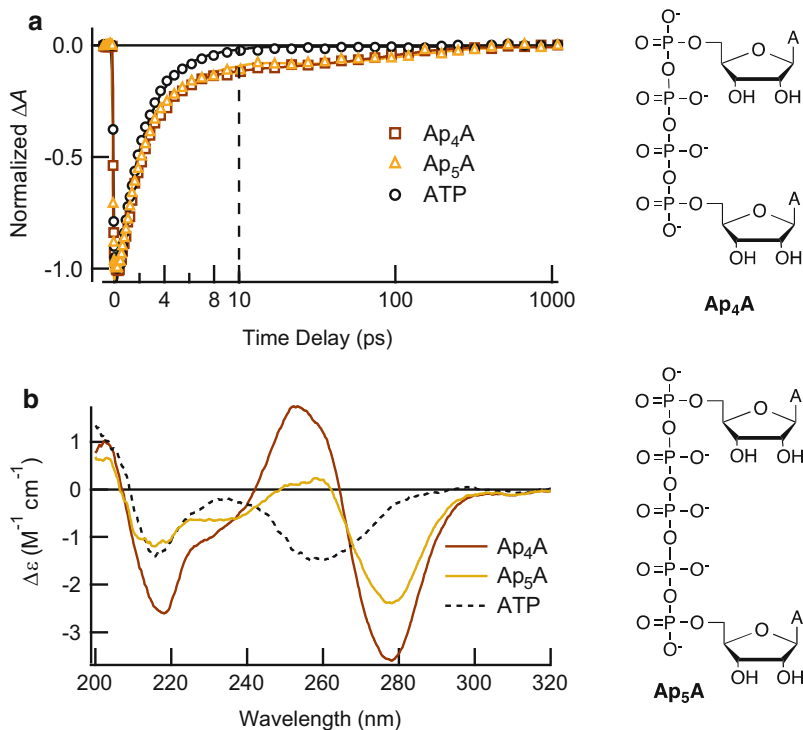 a
0.0
-0.5
-1.0
Normalized ΔA
Ap4A
Ap5A
ATP
0 4 8 10 100 1000
Time Delay (ps)
O-
O=P-O
O
A
O
O=P-O-
OH OH
O
O=P-O-
O
O=P-O
O
A
O-
OH OH
Ap4A
b
1
0
-1
-2
-3
Δε (M-1 cm-1)
Ap4A
Ap5A
ATP
200 220 240 260 280 300 320
Wavelength (nm)
O-
O=P-O
O
A
O
O=P-O-
OH OH
O
O=P-O-
O
O=P-O-
O
O=P-O
O
A
O-
OH OH
Ap5A